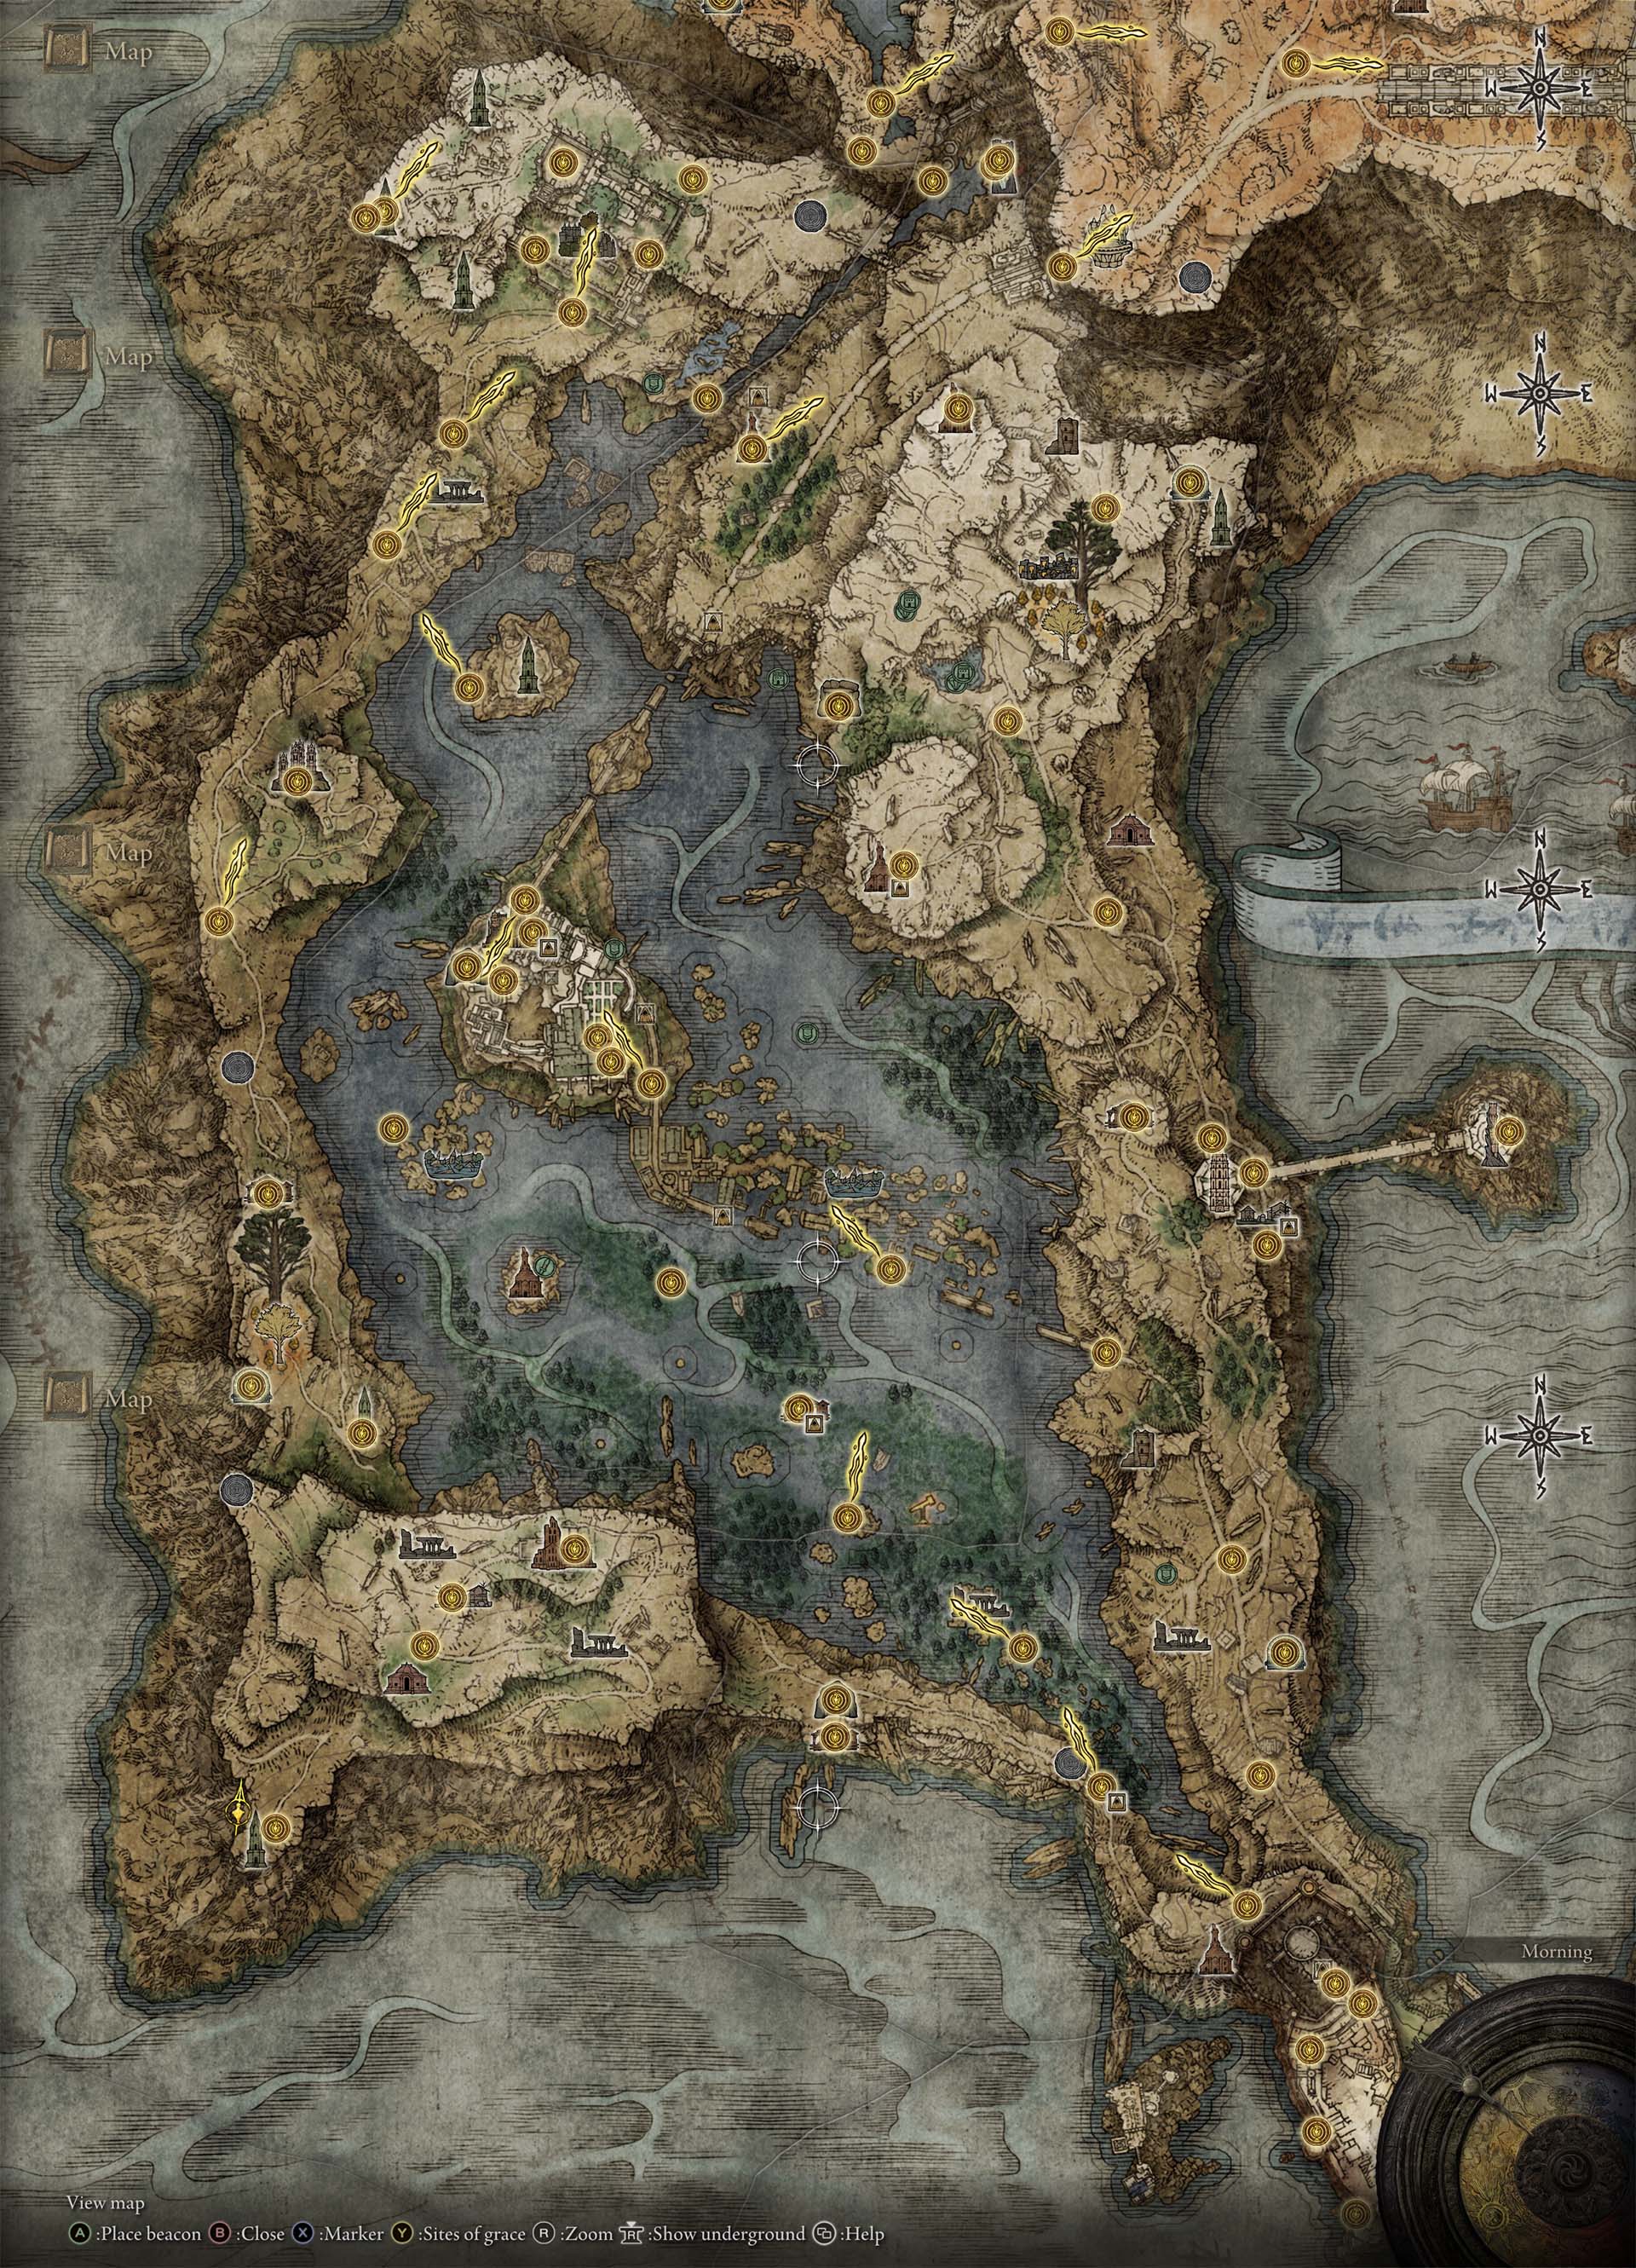 Map
N
W E
S
Map
N
W E
S
Map
N
W E
S
Map
N
W E
S
Morning
View map
A :Place beacon B :Close X :Marker Y :Sites of grace R :Zoom R :Show underground :Help